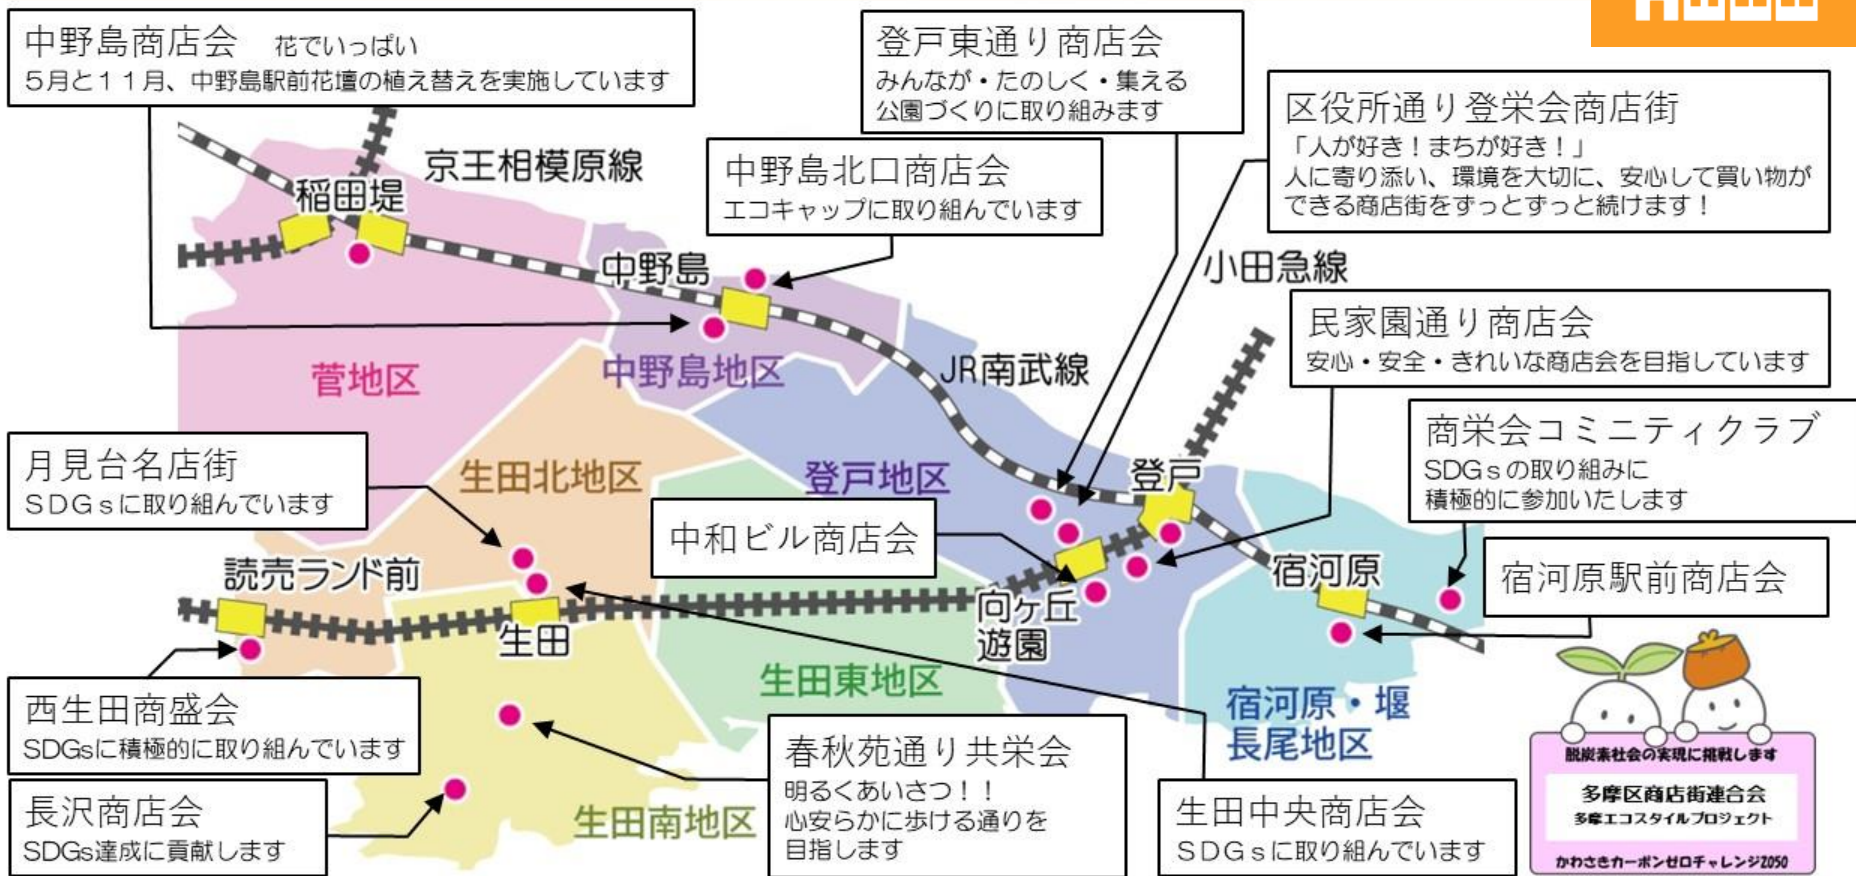 中野島商店会 花でいっぱい
5月と11月、中野島駅前花壇の植え替えを実施しています
登戸東通り商店会
みんなが・たのしく・集える
公園づくりに取り組みます
区役所通り登栄会商店街
「人が好き！まちが好き！」
人に寄り添い、環境を大切に、安心して買い物が
できる商店街をずっとずっと続けます！
中野島北口商店会
エコキャップに取り組んでいます
京王相模原線
稲田堤
中野島
小田急線
民家園通り商店会
安心・安全・きれいな商店会を目指しています
JR南武線
菅地区
中野島地区
商栄会コミニティクラブ
SDGsの取り組みに
積極的に参加いたします
月見台名店街
SDGsに取り組んでいます
生田北地区
登戸地区
登戸
中和ビル商店会
宿河原駅前商店会
読売ランド前
生田
向ヶ丘
遊園
宿河原
生田東地区
宿河原・堰
長尾地区
西生田商盛会
SDGsに積極的に取り組んでいます
春秋苑通り共栄会
明るくあいさつ！！
心安らかに歩ける通りを
目指します
長沢商店会
SDGs達成に貢献します
生田南地区
生田中央商店会
SDGsに取り組んでいます
脱炭素社会の実現に挑戦します
多摩区商店街連合会
多摩エコスタイルプロジェクト
かわさきカーボンゼロチャレンジ2050